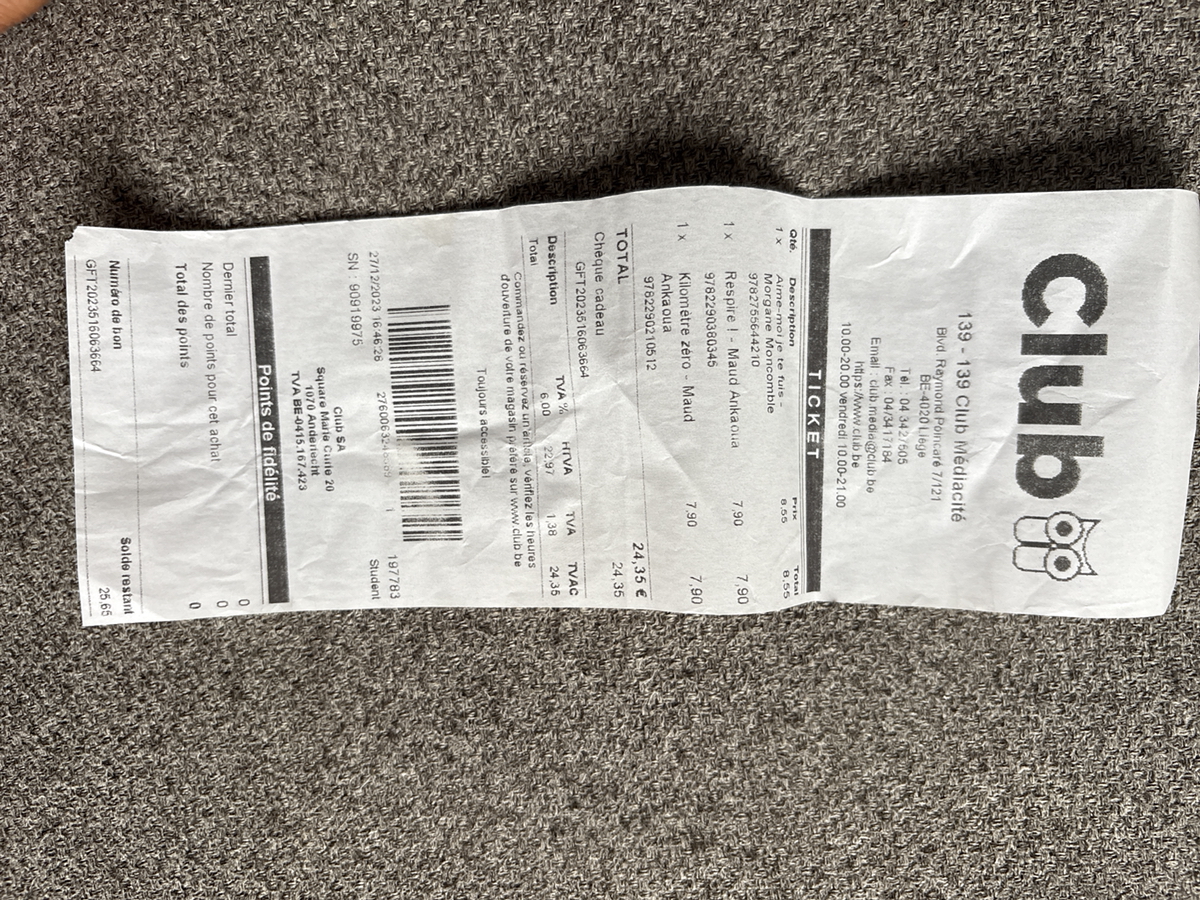 club
139 - 139 Club Médiacité
Blvd. Raymond Poincaré 7/121
BE-4020 Liège
Tél : 04 3427605
Fax : 04/3417184
Email : club.media@club.be
https://www.club.be
10.00-20.00 vendredi 10.00-21.00
TICKET
Qté. Description Prix Total
1 x Aime-moi je te fuis - 8.55 8.55
Morgane Moncomble
9782755644210
1 x Respire ! - Maud Ankaoua 7,90 7,90
9782290380345
1 x Kilomètre zéro - Maud 7,90 7,90
Ankaoua
9782290210512
TOTAL 24,35 €
Chèque cadeau 24,35
GFT2023516063664
Description TVA % HTVA TVA TVAC
Total 6.00 22,97 1,38 24,35
Commandez ou réservez un article, vérifiez les heures
d'ouverture de votre magasin préféré sur www.club.be
Toujours accessible!
27/12/2023 16:46:26 1 197783
SN : 90919975 Student
Club SA
Square Marie Curie 20
1070 Anderlecht
TVA BE-0415.167.423
Points de fidélité
Dernier total 0
Nombre de points pour cet achat 0
Total des points 0
Numéro de bon Solde restant
GFT2023516063664 25,65